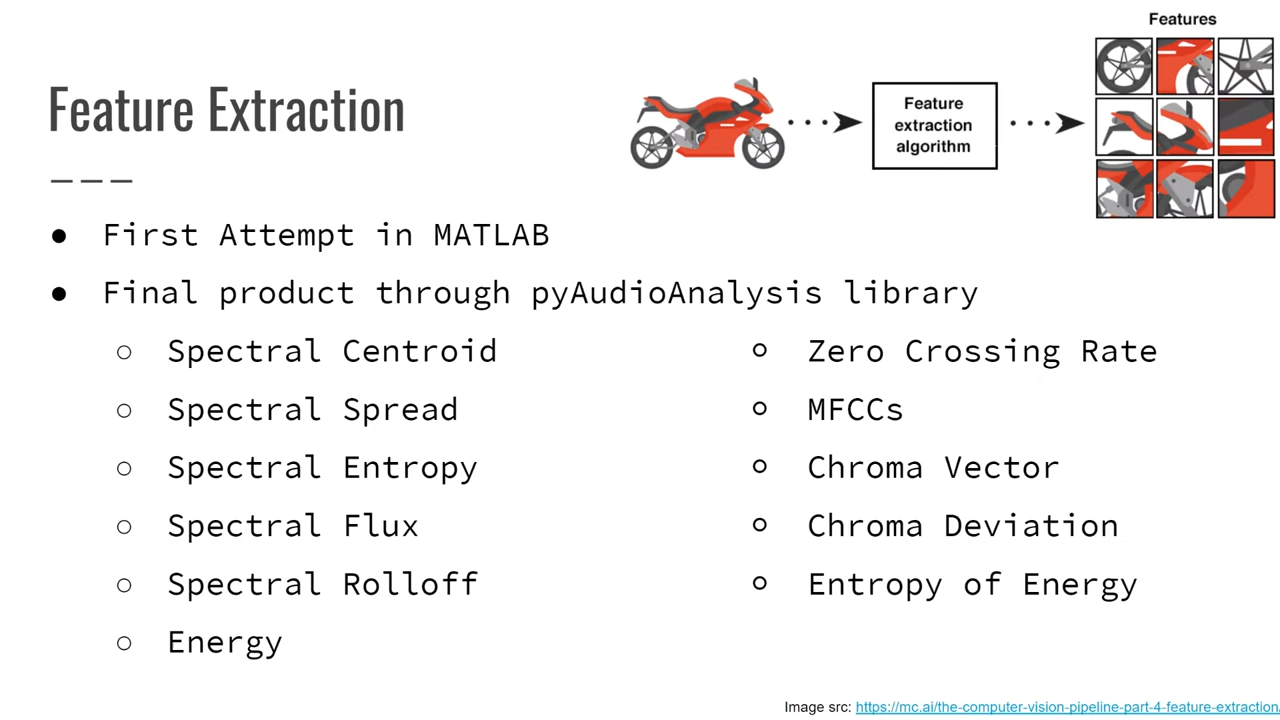 Features
Feature Extraction
Feature
extraction
algorithm
● First Attempt in MATLAB
● Final product through pyAudioAnalysis library
○ Spectral Centroid
○ Spectral Spread
○ Spectral Entropy
○ Spectral Flux
○ Spectral Rolloff
○ Energy
○ Zero Crossing Rate
○ MFCCs
○ Chroma Vector
○ Chroma Deviation
○ Entropy of Energy
Image src: https://mc.ai/the-computer-vision-pipeline-part-4-feature-extraction/